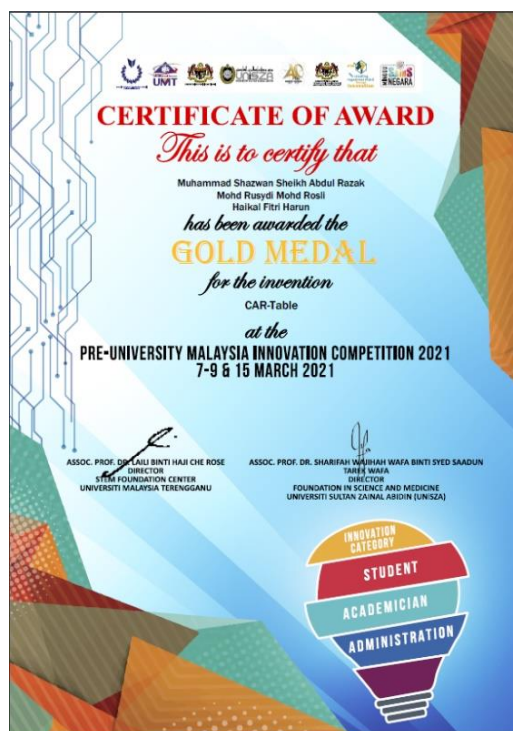 UMT
UNISZA
NEGARA
CERTIFICATE OF AWARD
This is to certify that
Muhammad Shazwan Sheikh Abdul Razak
Mohd Rusydi Mohd Rosli
Haikal Fitri Harun
has been awarded the
GOLD MEDAL
for the invention
CAR-Table
at the
PRE-UNIVERSITY MALAYSIA INNOVATION COMPETITION 2021
7-9 & 15 MARCH 2021
ASSOC. PROF. DR. LAILI BINTI HAJI CHE ROSE
DIRECTOR
STEM FOUNDATION CENTER
UNIVERSITI MALAYSIA TERENGGANU
ASSOC. PROF. DR. SHARIFAH WAJIHAH WAFA BINTI SYED SAADUN
TAREK WAFA
DIRECTOR
FOUNDATION IN SCIENCE AND MEDICINE
UNIVERSITI SULTAN ZAINAL ABIDIN (UNISZA)
INNOVATION
CATEGORY
STUDENT
ACADEMICIAN
ADMINISTRATION